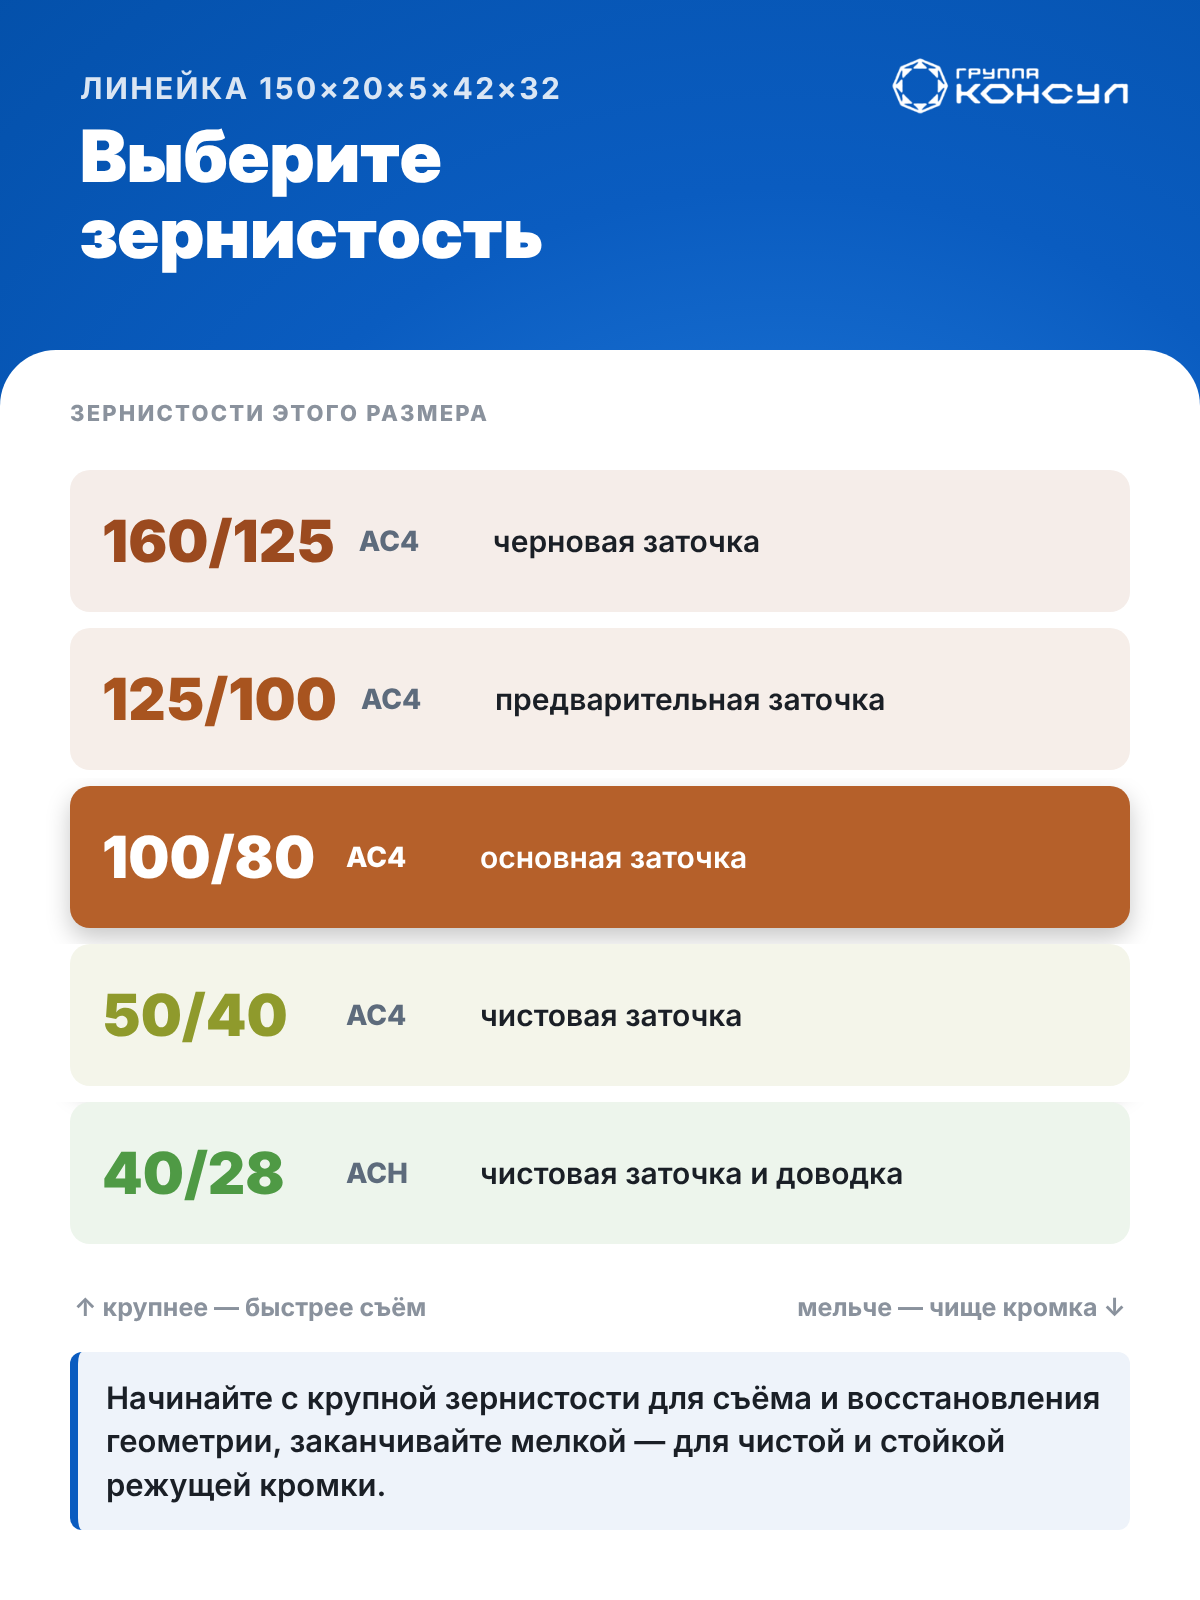 ЛИНЕЙКА 150×20×5×42×32
ГРУППА
КОНСУЛ
Выберите
зернистость
ЗЕРНИСТОСТИ ЭТОГО РАЗМЕРА
160/125 АС4 черновая заточка
125/100 АС4 предварительная заточка
100/80 АС4 основная заточка
50/40 АС4 чистовая заточка
40/28 АСН чистовая заточка и доводка
↑ крупнее — быстрее съём
мельче — чище кромка ↓
Начинайте с крупной зернистости для съёма и восстановления
геометрии, заканчивайте мелкой — для чистой и стойкой
режущей кромки.